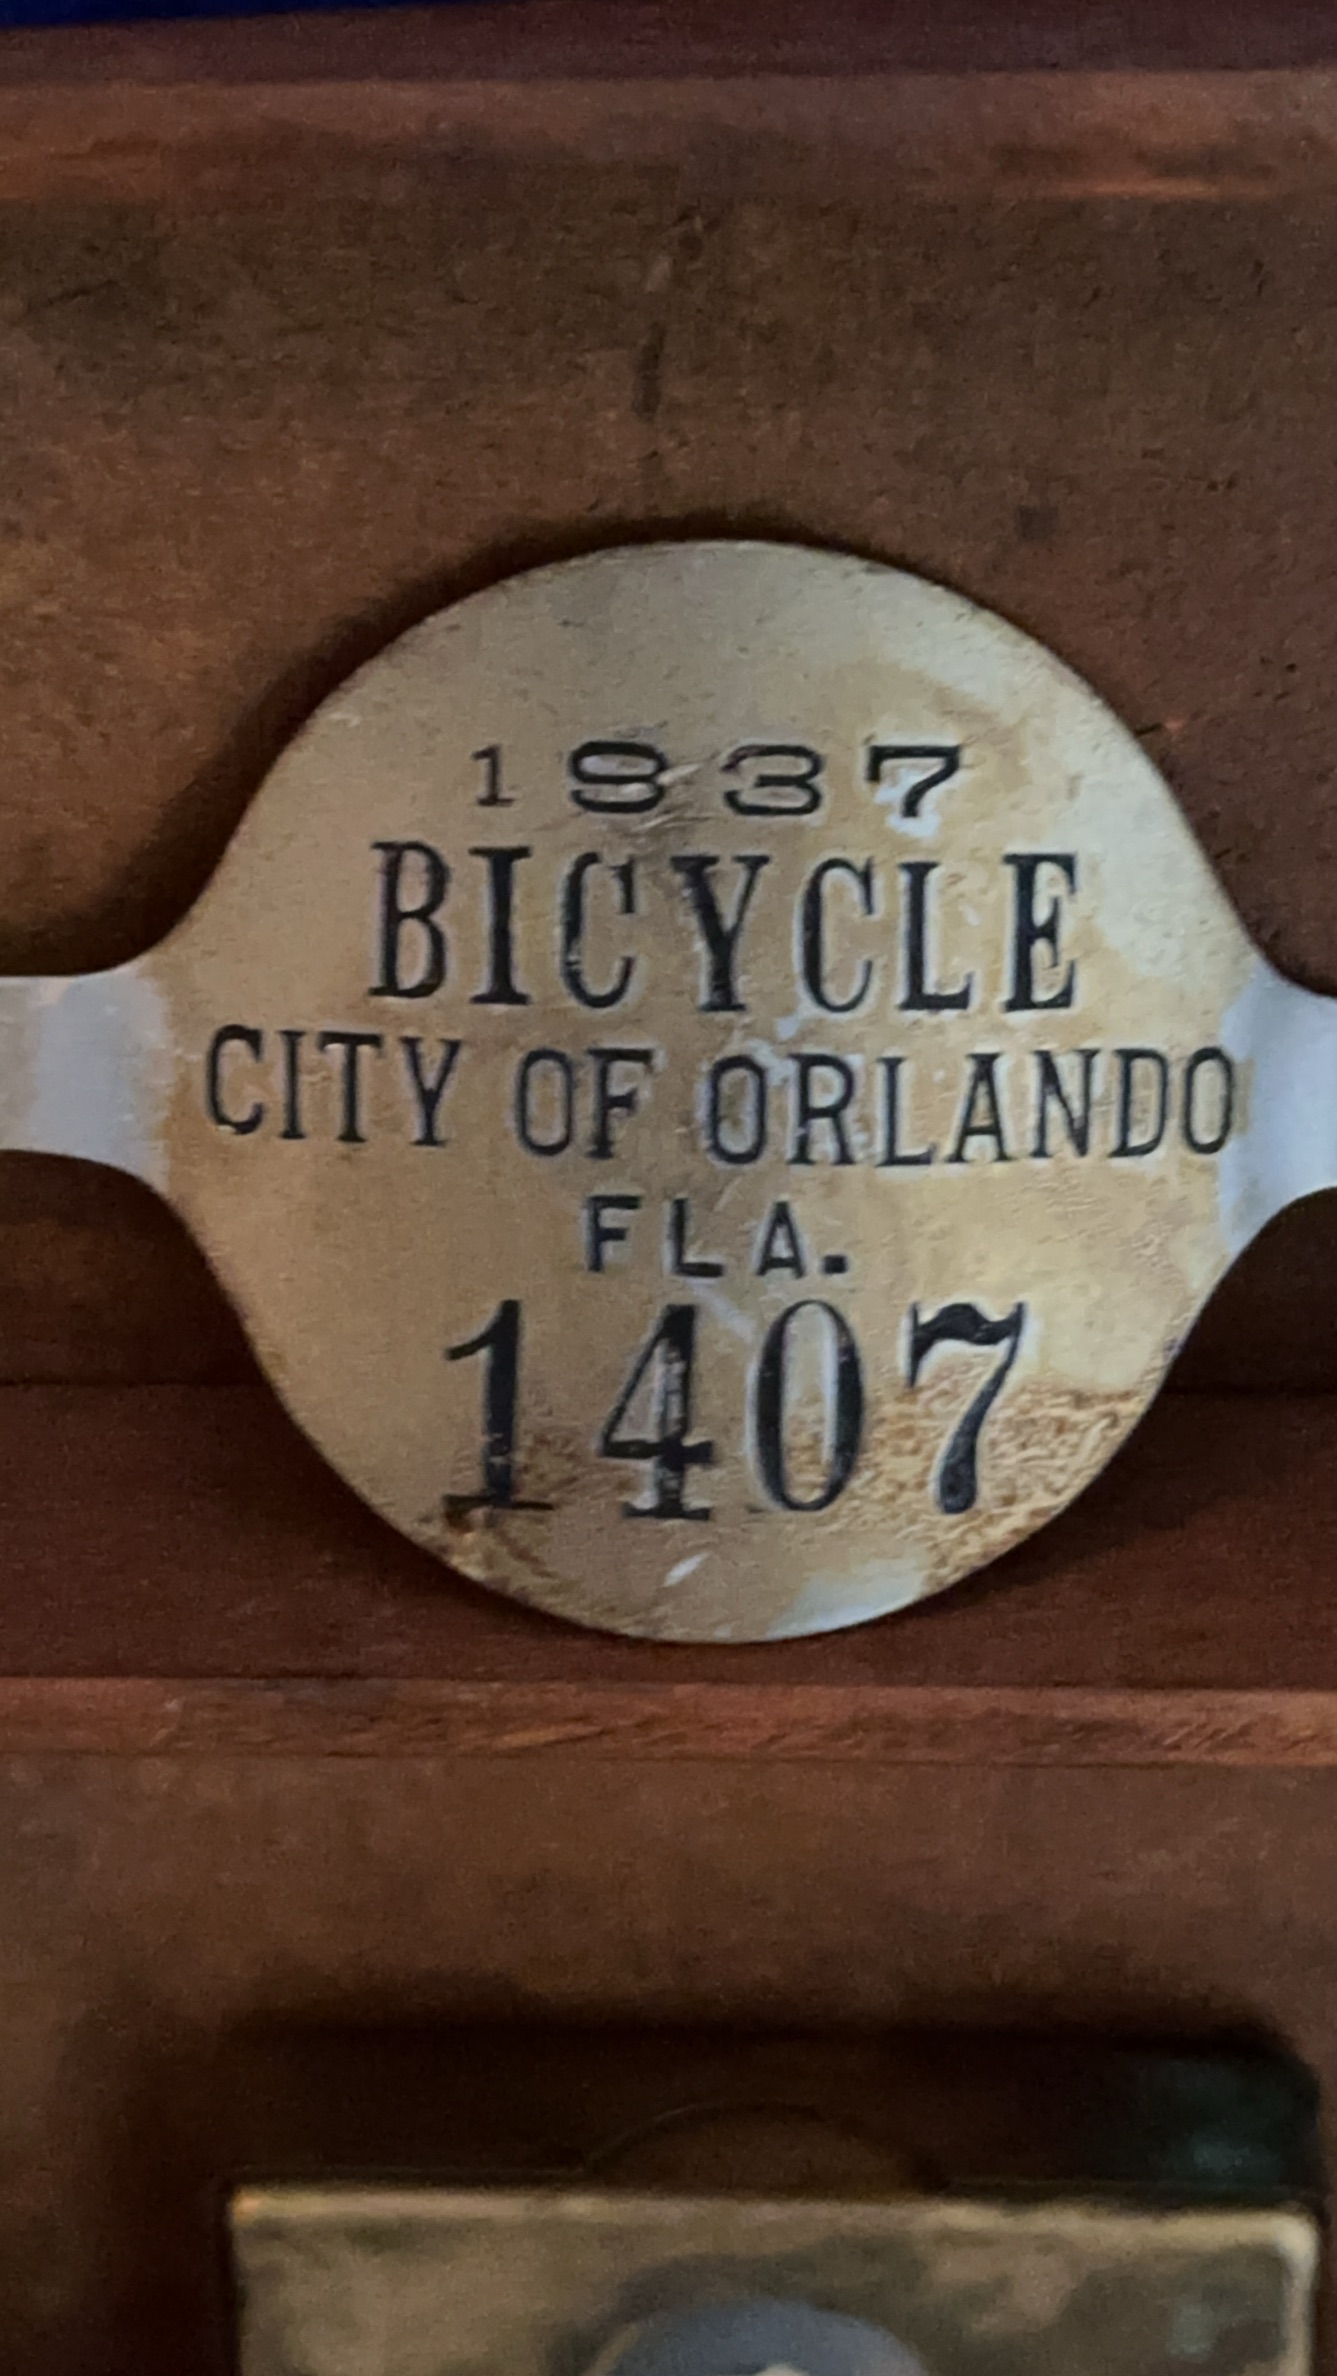 1937
BICYCLE
CITY OF ORLANDO
FLA.
1407